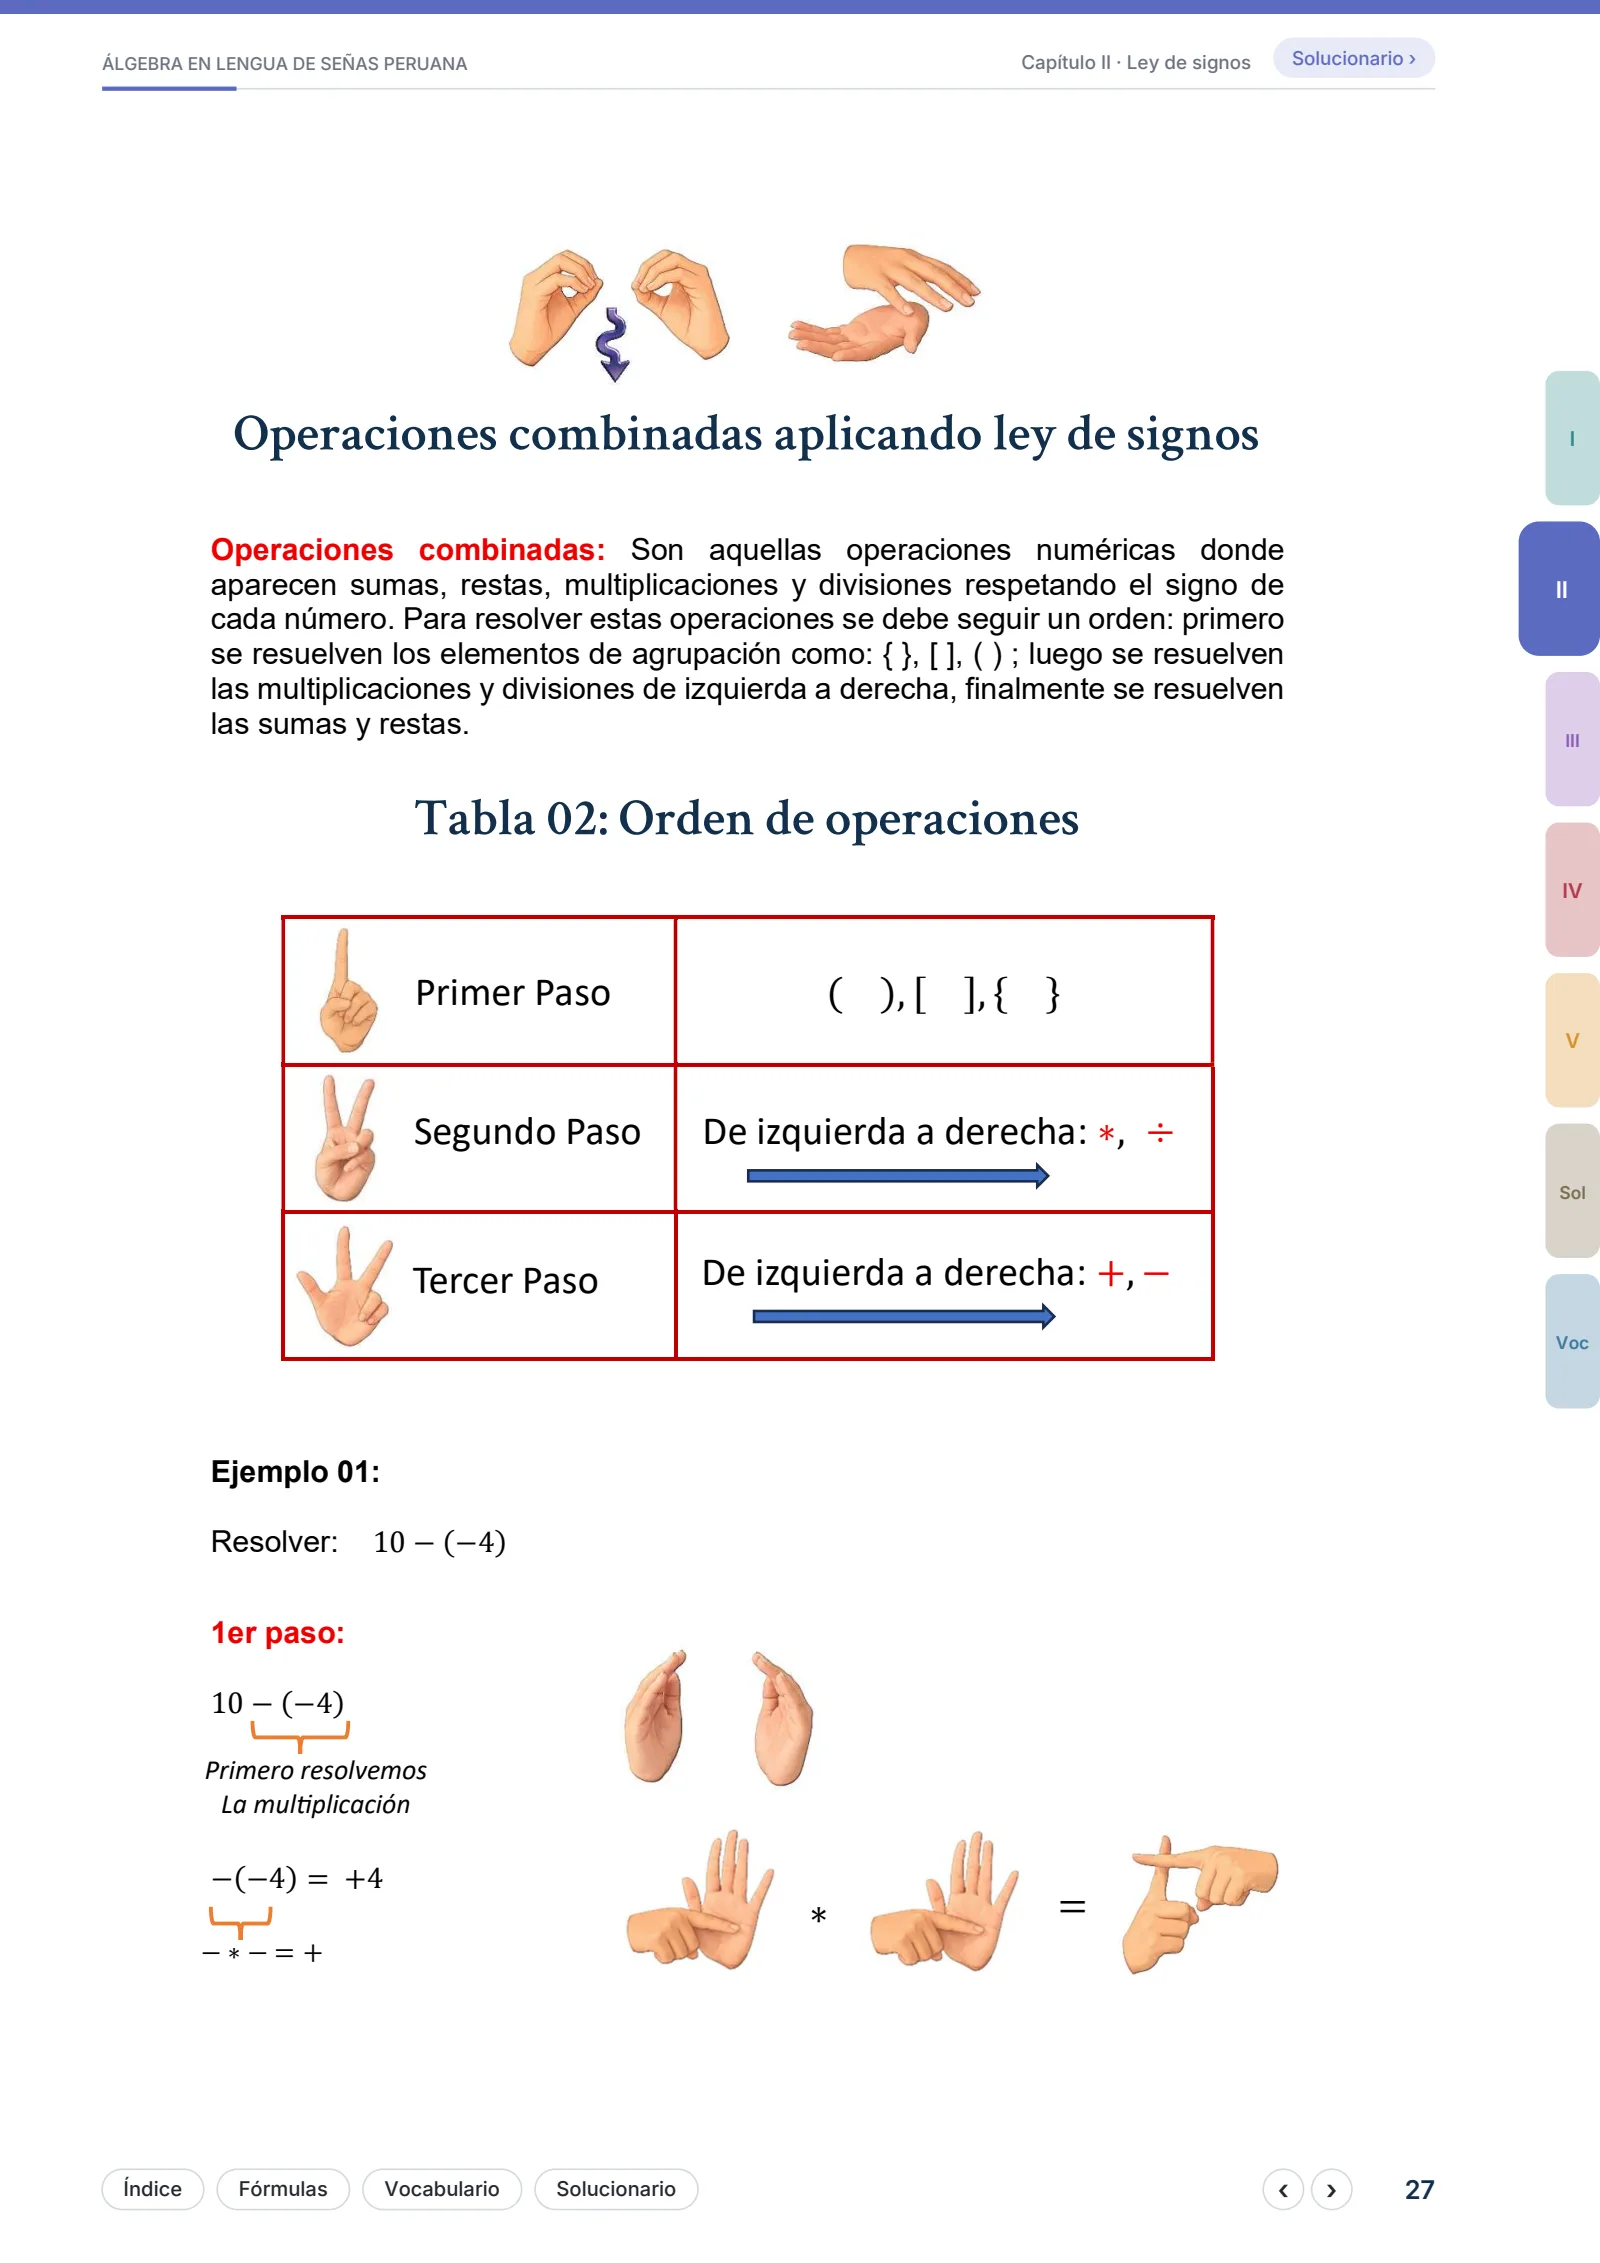 ÁLGEBRA EN LENGUA DE SEÑAS PERUANA
Capítulo II · Ley de signos
Solucionario ›
Operaciones combinadas aplicando ley de signos
Operaciones combinadas: Son aquellas operaciones numéricas donde
aparecen sumas, restas, multiplicaciones y divisiones respetando el signo de
cada número. Para resolver estas operaciones se debe seguir un orden: primero
se resuelven los elementos de agrupación como: { }, [ ], ( ) ; luego se resuelven
las multiplicaciones y divisiones de izquierda a derecha, finalmente se resuelven
las sumas y restas.
Tabla 02: Orden de operaciones
Primer Paso
( ), [ ], { }
Segundo Paso
De izquierda a derecha: *, ÷
Tercer Paso
De izquierda a derecha: +, −
Ejemplo 01:
Resolver: 10 − (−4)
1er paso:
10 − (−4)
Primero resolvemos
La multiplicación
−(−4) = +4
− * − = +
* =
I
II
III
IV
V
Sol
Voc
Índice
Fórmulas
Vocabulario
Solucionario
‹ ›
27